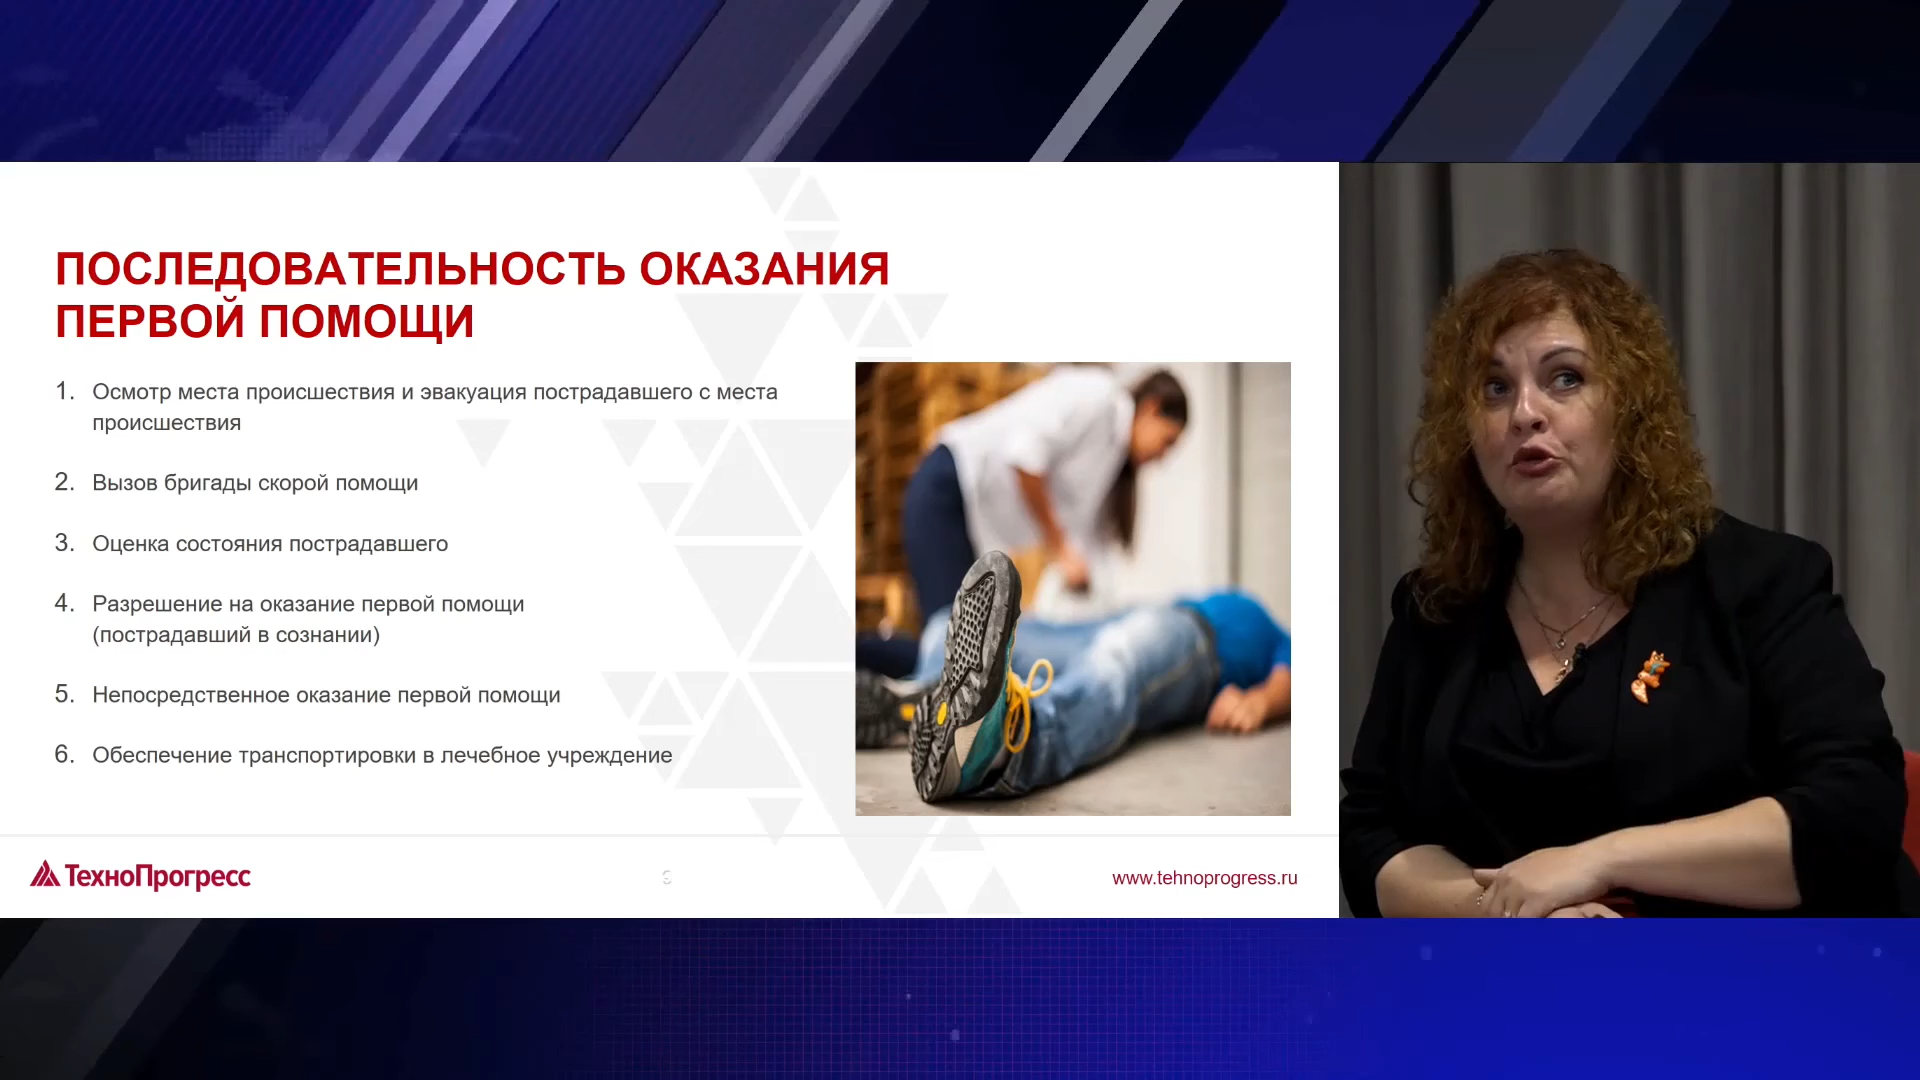 ПОСЛЕДОВАТЕЛЬНОСТЬ ОКАЗАНИЯ
ПЕРВОЙ ПОМОЩИ
1. Осмотр места происшествия и эвакуация пострадавшего с места
происшествия
2. Вызов бригады скорой помощи
3. Оценка состояния пострадавшего
4. Разрешение на оказание первой помощи
(пострадавший в сознании)
5. Непосредственное оказание первой помощи
6. Обеспечение транспортировки в лечебное учреждение
ТехноПрогресс
www.tehnoprogress.ru